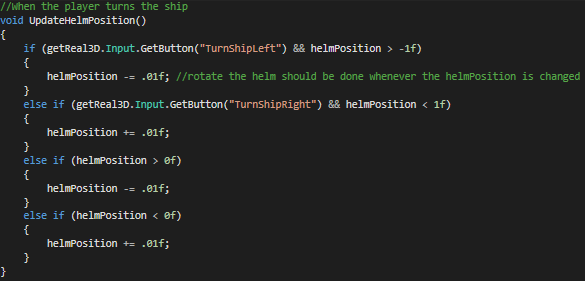 //When the player turns the ship
void UpdateHelmPosition()
{
    if (getReal3D.Input.GetButton("TurnShipLeft") && helmPosition > -1f)
    {
        helmPosition -= .01f; //rotate the helm should be done whenever the helmPosition is changed
    }
    else if (getReal3D.Input.GetButton("TurnShipRight") && helmPosition < 1f)
    {
        helmPosition += .01f;
    }
    else if (helmPosition > 0f)
    {
        helmPosition -= .01f;
    }
    else if (helmPosition < 0f)
    {
        helmPosition += .01f;
    }
}